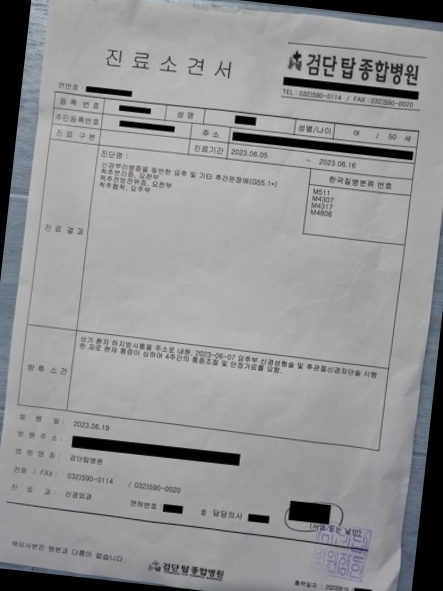 진료소견서
검단탑종합병원
TEL : 032)590-0114 / FAX : 032)590-0020
연번호 :
등록 번호 성 명 성별/나이 여 / 50 세
주민등록번호 주 소
진료 구분 진료기간 2023.06.05 ~ 2023.06.16
진단명 : 한국질병분류 번호
신경뿌리병증을 동반한 요추 및 기타 추간판장애(G55.1*) M511
척추분리증, 요천부 M4307
척추전방전위증, 요천부 M4317
척추협착, 요추부 M4806
진료 결과
상기 환자 하지방사통을 주소로 내원, 2023-06-07 요추부 신경성형술 및 후관절신경차단술 시행
한 자로 현재 통증이 심하여 4주간의 통증조절 및 안정가료를 요함.
향후 소견
발 행 일 : 2023.06.19
병원주소 :
병원명칭 : 검단탑병원
전화 / FAX : 032)590-0114 / 032)590-0020
진 료 과 : 신경외과
면허번호 : 호 담당의사
(서명 또는 날인)
해당사본은 원본과 다름이 없습니다.
검단탑종합병원
출력일자 :